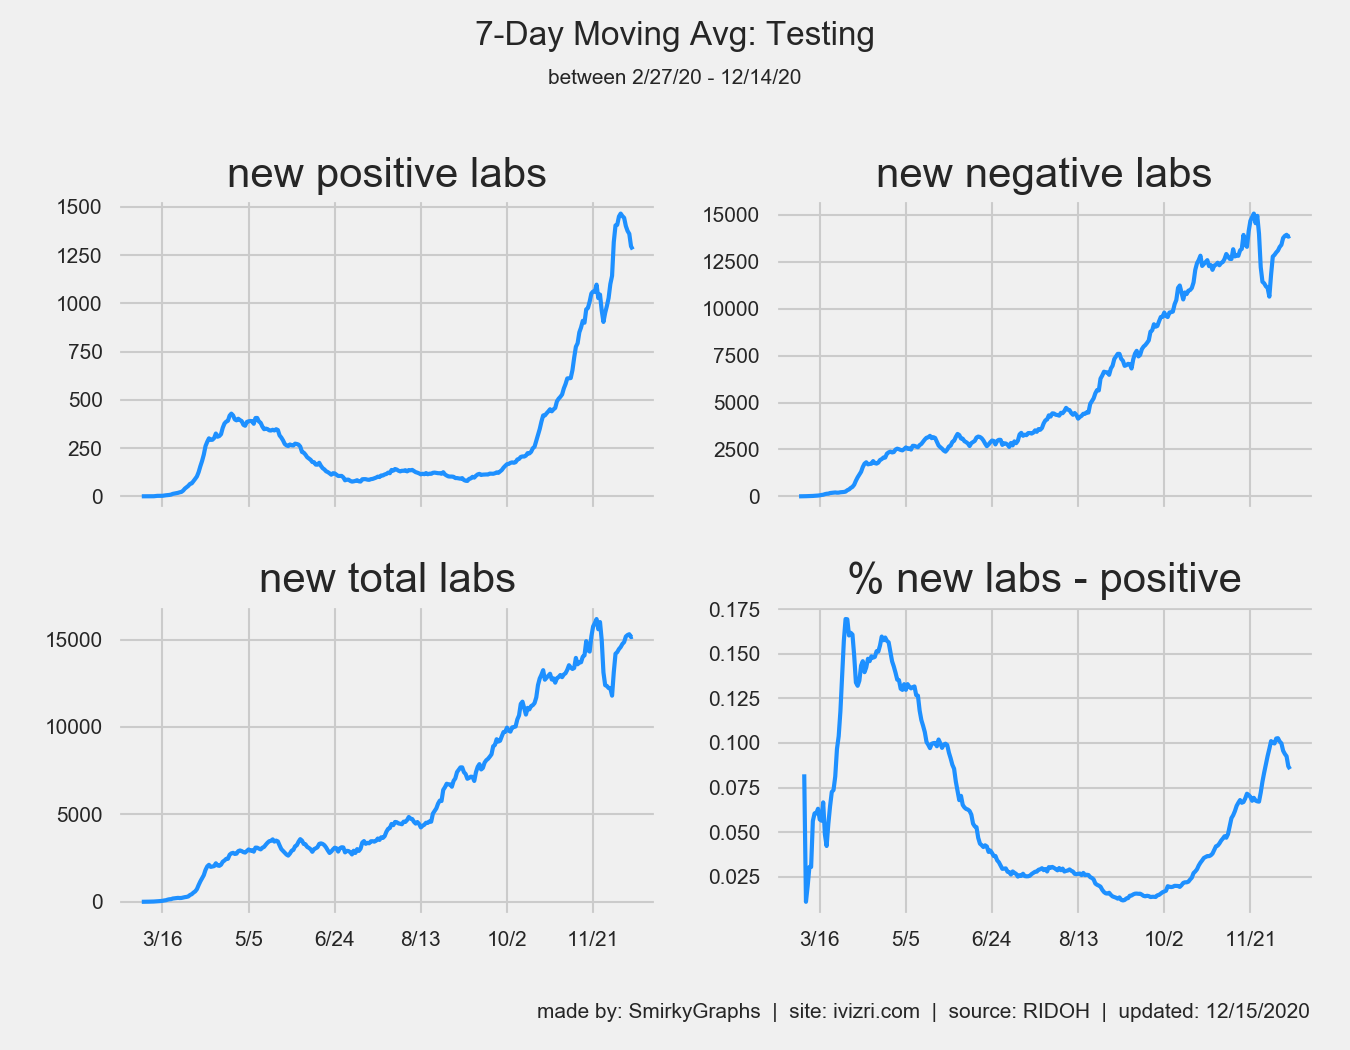 7-Day Moving Avg: Testing
between 2/27/20 - 12/14/20
new positive labs
1500
1250
1000
750
500
250
0
new negative labs
15000
12500
10000
7500
5000
2500
0
new total labs
15000
10000
5000
0
3/16 5/5 6/24 8/13 10/2 11/21
% new labs - positive
0.175
0.150
0.125
0.100
0.075
0.050
0.025
3/16 5/5 6/24 8/13 10/2 11/21
made by: SmirkyGraphs | site: ivizri.com | source: RIDOH | updated: 12/15/2020